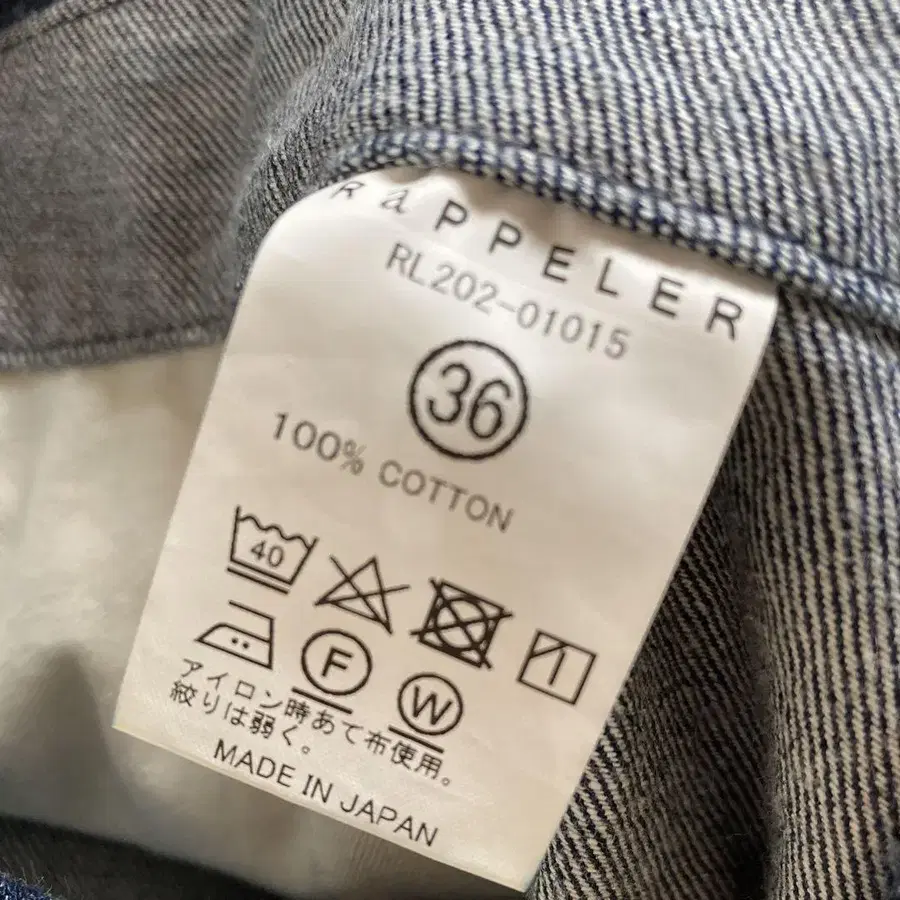 RaPPELER
RL202-01015
36
100% COTTON
40
F
W
アイロン時あて布使用。
絞りは弱く。
MADE IN JAPAN